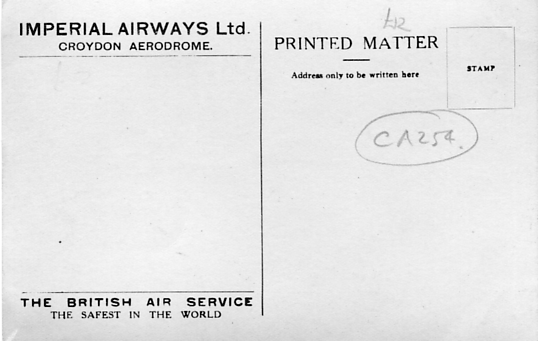 IMPERIAL AIRWAYS Ltd.
CROYDON AERODROME.
£12
PRINTED MATTER
Address only to be written here
STAMP
CA254.
THE BRITISH AIR SERVICE
THE SAFEST IN THE WORLD